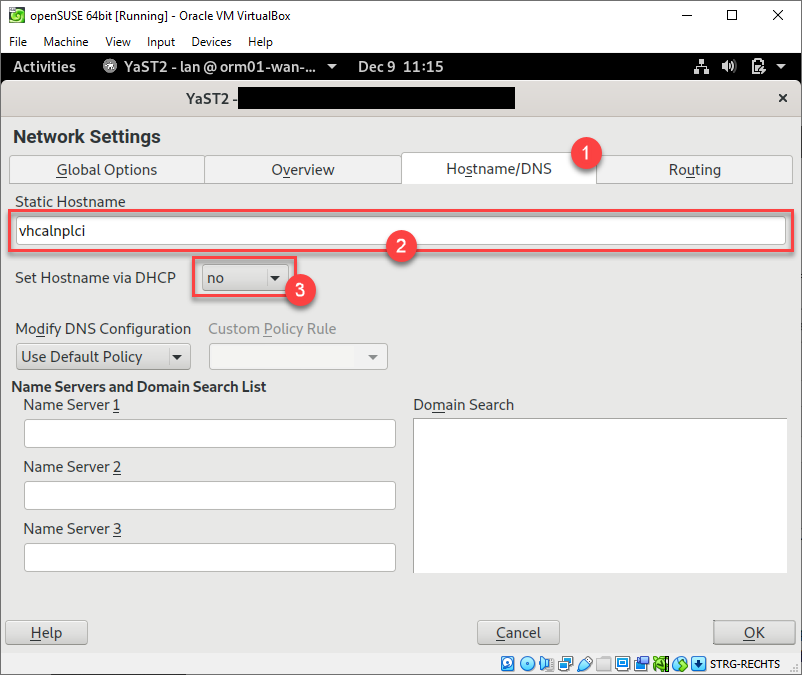 openSUSE 64bit [Running] - Oracle VM VirtualBox
File Machine View Input Devices Help
Activities YaST2 - lan @ orm01-wan-... Dec 9 11:15
YaST2 -
Network Settings
Global Options Overview Hostname/DNS 1 Routing
Static Hostname
vhcalnplci
2
Set Hostname via DHCP no
3
Modify DNS Configuration Custom Policy Rule
Use Default Policy
Name Servers and Domain Search List
Name Server 1 Domain Search
Name Server 2
Name Server 3
Help Cancel OK
STRG-RECHTS